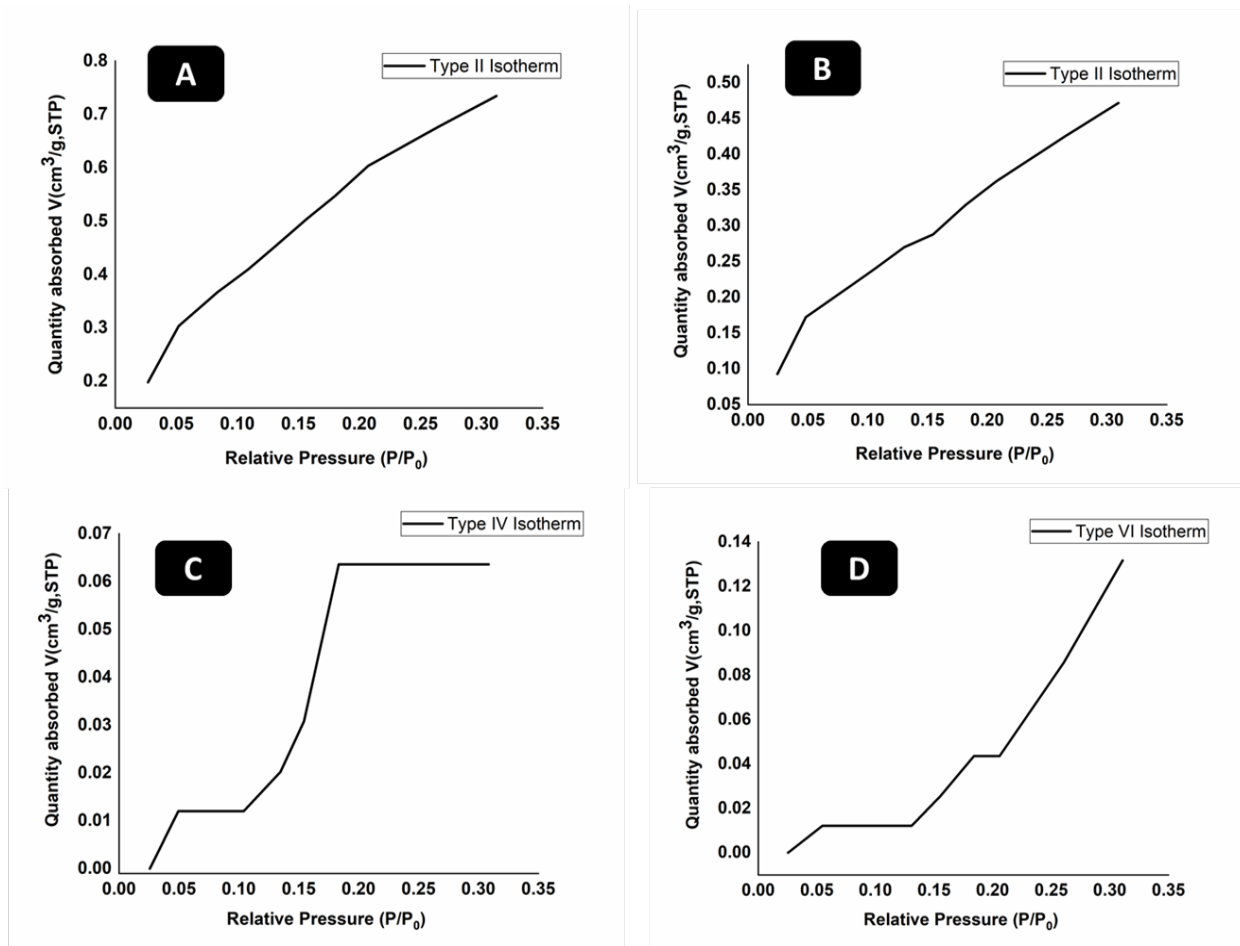 A
Type II Isotherm
0.8
0.7
0.6
0.5
0.4
0.3
0.2
Quantity absorbed V(cm³/g,STP)
0.00 0.05 0.10 0.15 0.20 0.25 0.30 0.35
Relative Pressure (P/P₀)
B
Type II Isotherm
0.50
0.45
0.40
0.35
0.30
0.25
0.20
0.15
0.10
0.05
Quantity absorbed V(cm³/g,STP)
0.00 0.05 0.10 0.15 0.20 0.25 0.30 0.35
Relative Pressure (P/P₀)
C
Type IV Isotherm
0.07
0.06
0.05
0.04
0.03
0.02
0.01
0.00
Quantity absorbed V(cm³/g,STP)
0.00 0.05 0.10 0.15 0.20 0.25 0.30 0.35
Relative Pressure (P/P₀)
D
Type VI Isotherm
0.14
0.12
0.10
0.08
0.06
0.04
0.02
0.00
Quantity absorbed V(cm³/g,STP)
0.00 0.05 0.10 0.15 0.20 0.25 0.30 0.35
Relative Pressure (P/P₀)